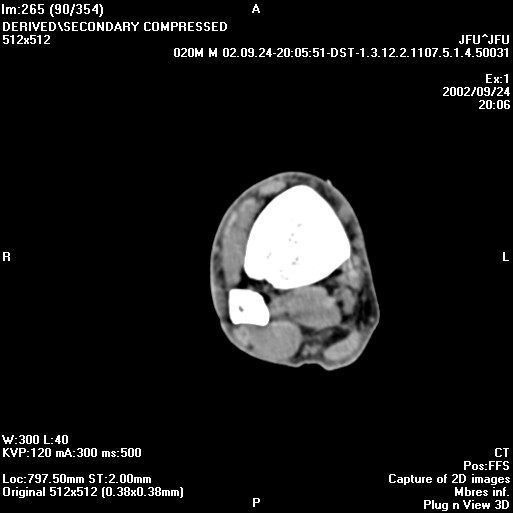 Im:265 (90/354)
A
DERIVED\SECONDARY COMPRESSED
512x512
JFU^JFU
020M M 02.09.24-20:05:51-DST-1.3.12.2.1107.5.1.4.50031
Ex:1
2002/09/24
20:06
R
L
W:300 L:40
KVP:120 mA:300 ms:500
CT
Pos:FFS
Loc:797.50mm ST:2.00mm
Capture of 2D images
Original 512x512 (0.38x0.38mm)
Mbres inf.
P
Plug n View 3D